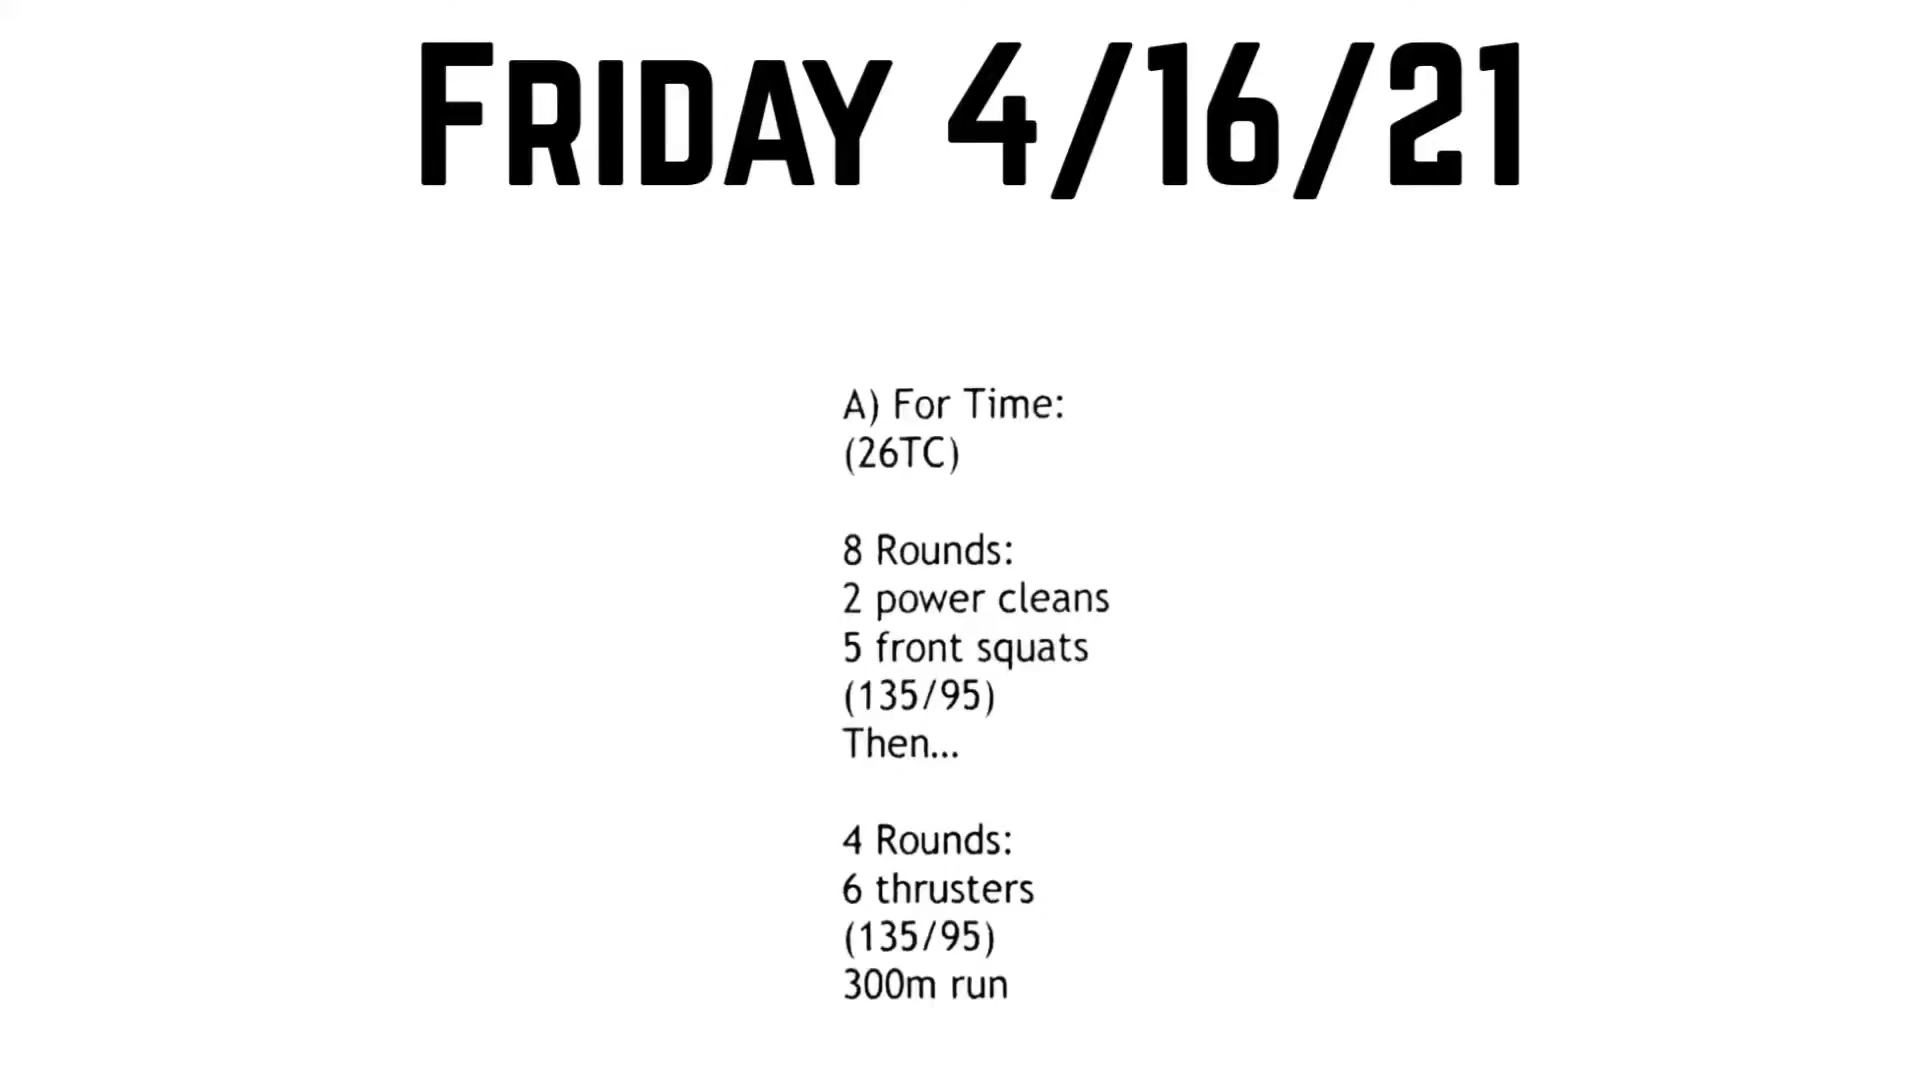 FRIDAY 4/16/21
A) For Time:
(26TC)
8 Rounds:
2 power cleans
5 front squats
(135/95)
Then...
4 Rounds:
6 thrusters
(135/95)
300m run